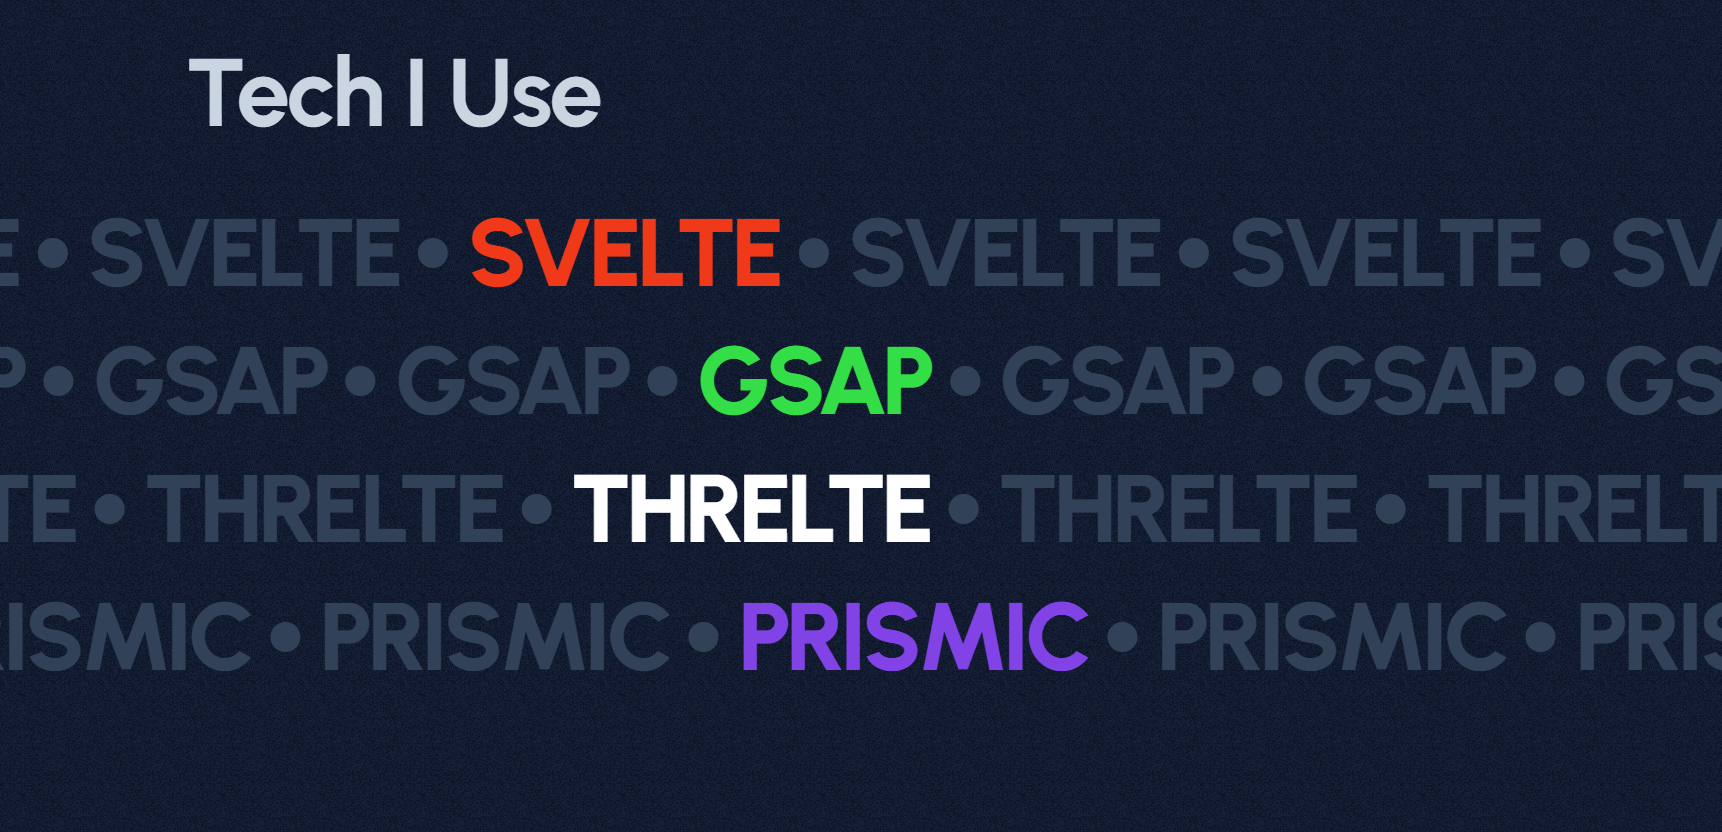 Tech I Use
E • SVELTE • SVELTE • SVELTE • SVELTE • SV
P • GSAP • GSAP • GSAP • GSAP • GSAP • GS
TE • THRELTE • THRELTE • THRELTE • THRELT
RISMIC • PRISMIC • PRISMIC • PRISMIC • PRIS